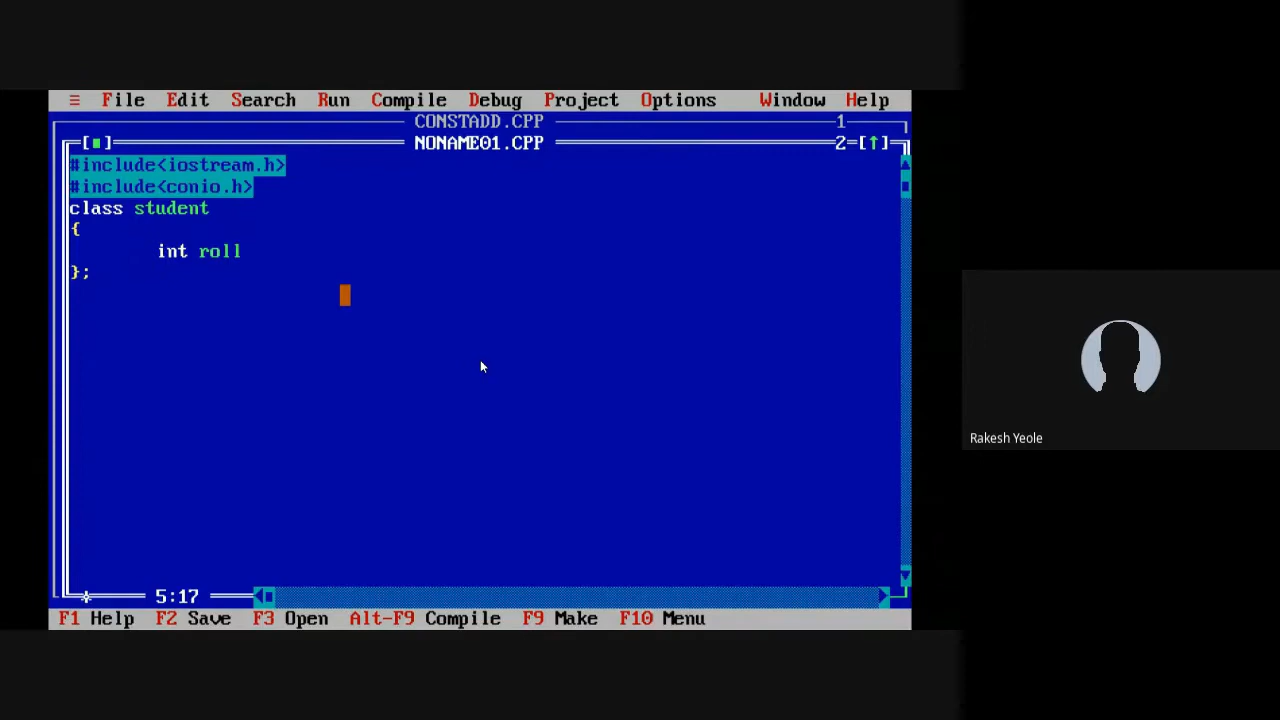 ≡ File Edit Search Run Compile Debug Project Options Window Help
CONSTADD.CPP 1
[■] NONAME01.CPP 2=[↑]
#include<iostream.h>
#include<conio.h>
class student
{
int roll
};
5:17
F1 Help F2 Save F3 Open Alt-F9 Compile F9 Make F10 Menu
Rakesh Yeole